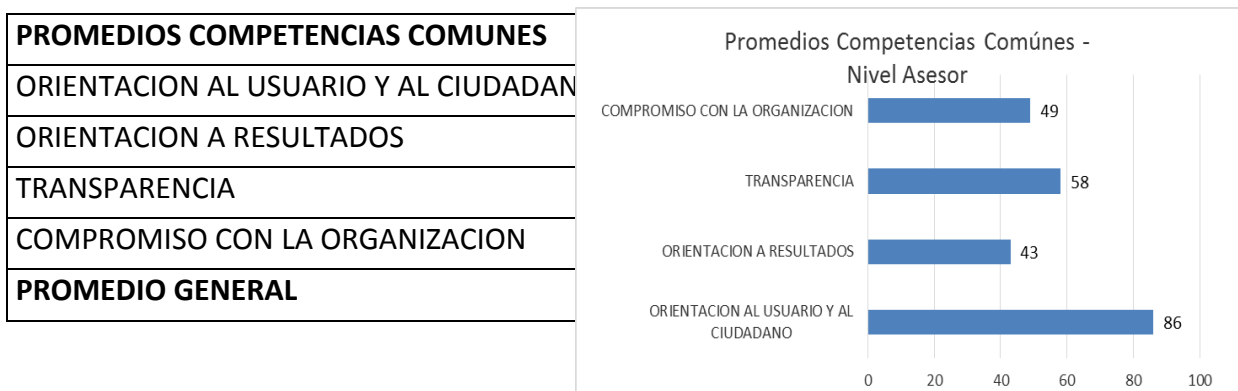 PROMEDIOS COMPETENCIAS COMUNES
ORIENTACION AL USUARIO Y AL CIUDADAN
ORIENTACION A RESULTADOS
TRANSPARENCIA
COMPROMISO CON LA ORGANIZACION
PROMEDIO GENERAL
Promedios Competencias Comúnes -
Nivel Asesor
COMPROMISO CON LA ORGANIZACION 49
TRANSPARENCIA 58
ORIENTACION A RESULTADOS 43
ORIENTACION AL USUARIO Y AL
CIUDADANO 86
0 20 40 60 80 100